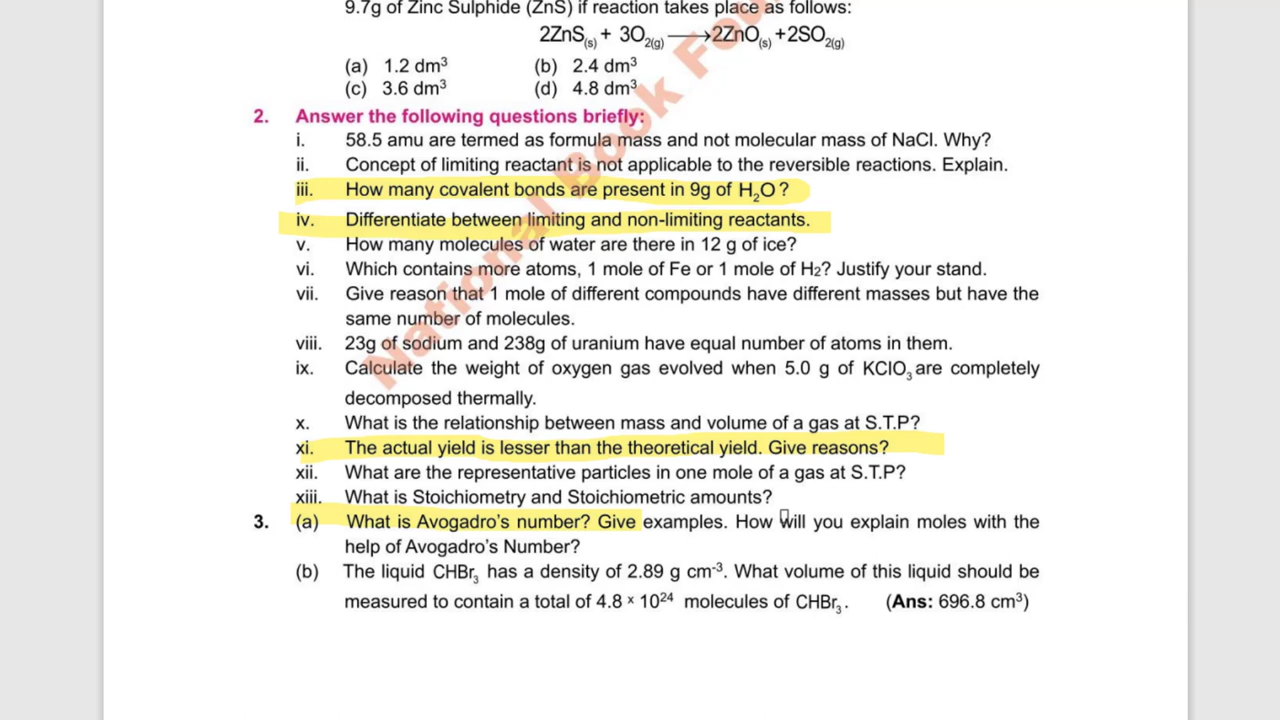 9.7g of Zinc Sulphide (ZnS) if reaction takes place as follows:
2ZnS(s) + 3O2(g) ⟶2ZnO(s) +2SO2(g)
(a) 1.2 dm³ (b) 2.4 dm³
(c) 3.6 dm³ (d) 4.8 dm³
2. Answer the following questions briefly:
i. 58.5 amu are termed as formula mass and not molecular mass of NaCl. Why?
ii. Concept of limiting reactant is not applicable to the reversible reactions. Explain.
iii. How many covalent bonds are present in 9g of H₂O?
iv. Differentiate between limiting and non-limiting reactants.
v. How many molecules of water are there in 12 g of ice?
vi. Which contains more atoms, 1 mole of Fe or 1 mole of H2? Justify your stand.
vii. Give reason that 1 mole of different compounds have different masses but have the
same number of molecules.
viii. 23g of sodium and 238g of uranium have equal number of atoms in them.
ix. Calculate the weight of oxygen gas evolved when 5.0 g of KClO₃ are completely
decomposed thermally.
x. What is the relationship between mass and volume of a gas at S.T.P?
xi. The actual yield is lesser than the theoretical yield. Give reasons?
xii. What are the representative particles in one mole of a gas at S.T.P?
xiii. What is Stoichiometry and Stoichiometric amounts?
3. (a) What is Avogadro's number? Give examples. How will you explain moles with the
help of Avogadro's Number?
(b) The liquid CHBr₃ has a density of 2.89 g cm⁻³. What volume of this liquid should be
measured to contain a total of 4.8 × 10²⁴ molecules of CHBr₃. (Ans: 696.8 cm³)
National Book Fou